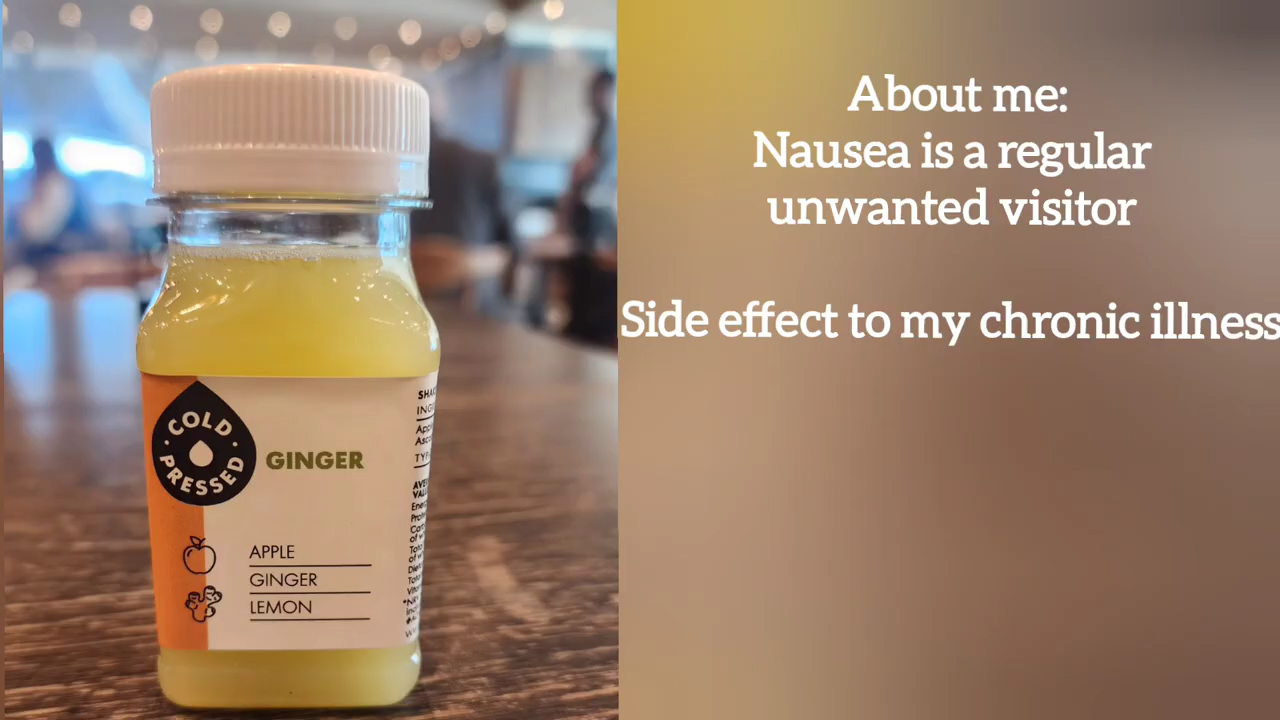 COLD
PRESSED
GINGER
APPLE
GINGER
LEMON
About me:
Nausea is a regular
unwanted visitor
Side effect to my chronic illness